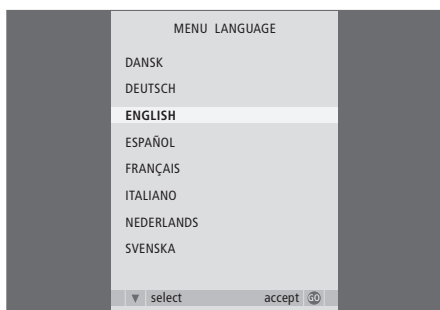 MENU LANGUAGE
DANSK
DEUTSCH
ENGLISH
ESPAÑOL
FRANÇAIS
ITALIANO
NEDERLANDS
SVENSKA
select accept GO